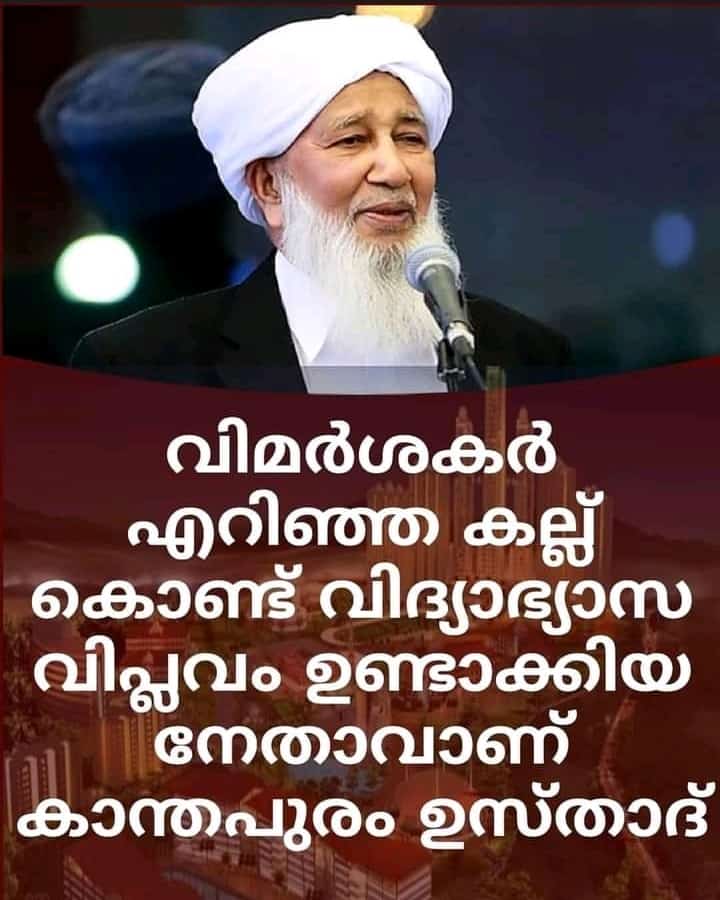 വിമർശകർ
എറിഞ്ഞ കല്ല്
കൊണ്ട് വിദ്യാഭ്യാസ
വിപ്ലവം ഉണ്ടാക്കിയ
നേതാവാണ്
കാന്തപുരം ഉസ്താദ്